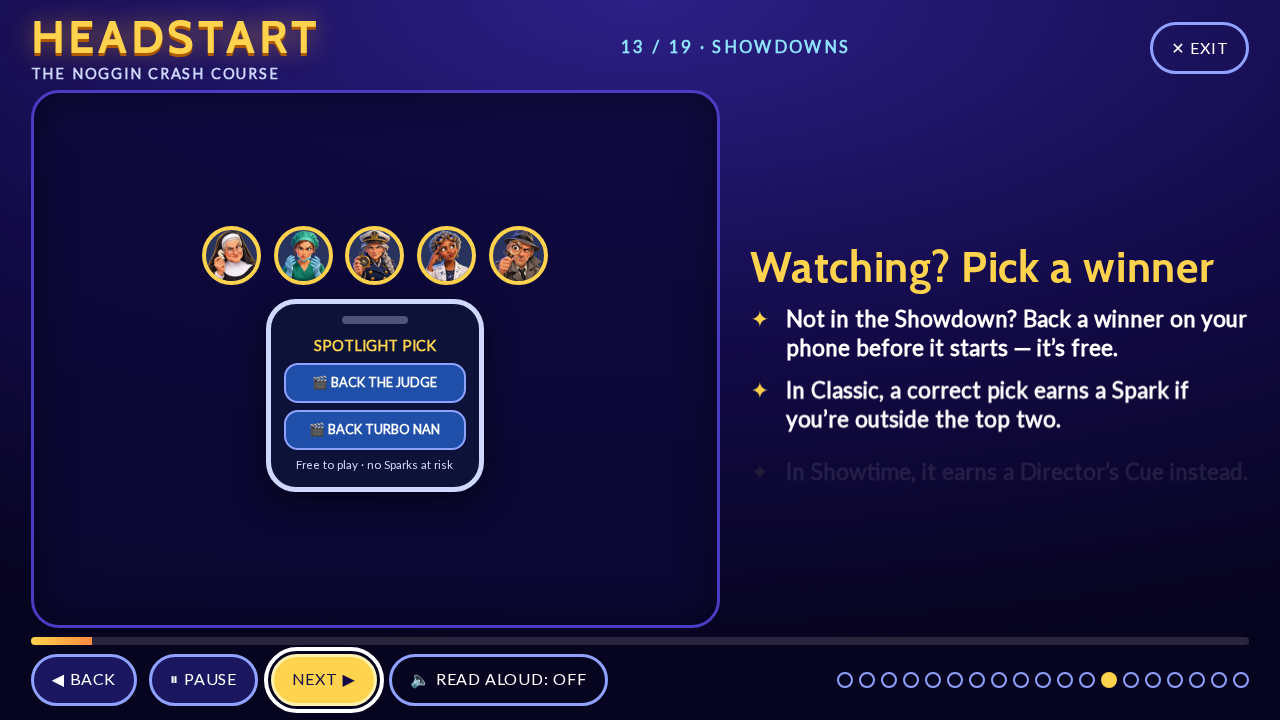 HEADSTART
THE NOGGIN CRASH COURSE
13 / 19 · SHOWDOWNS
✕ EXIT
SPOTLIGHT PICK
🎬 BACK THE JUDGE
🎬 BACK TURBO NAN
Free to play · no Sparks at risk
Watching? Pick a winner
✦ Not in the Showdown? Back a winner on your
phone before it starts — it’s free.
✦ In Classic, a correct pick earns a Spark if
you’re outside the top two.
✦ In Showtime, it earns a Director’s Cue instead.
◀ BACK
⏸ PAUSE
NEXT ▶
🔈 READ ALOUD: OFF